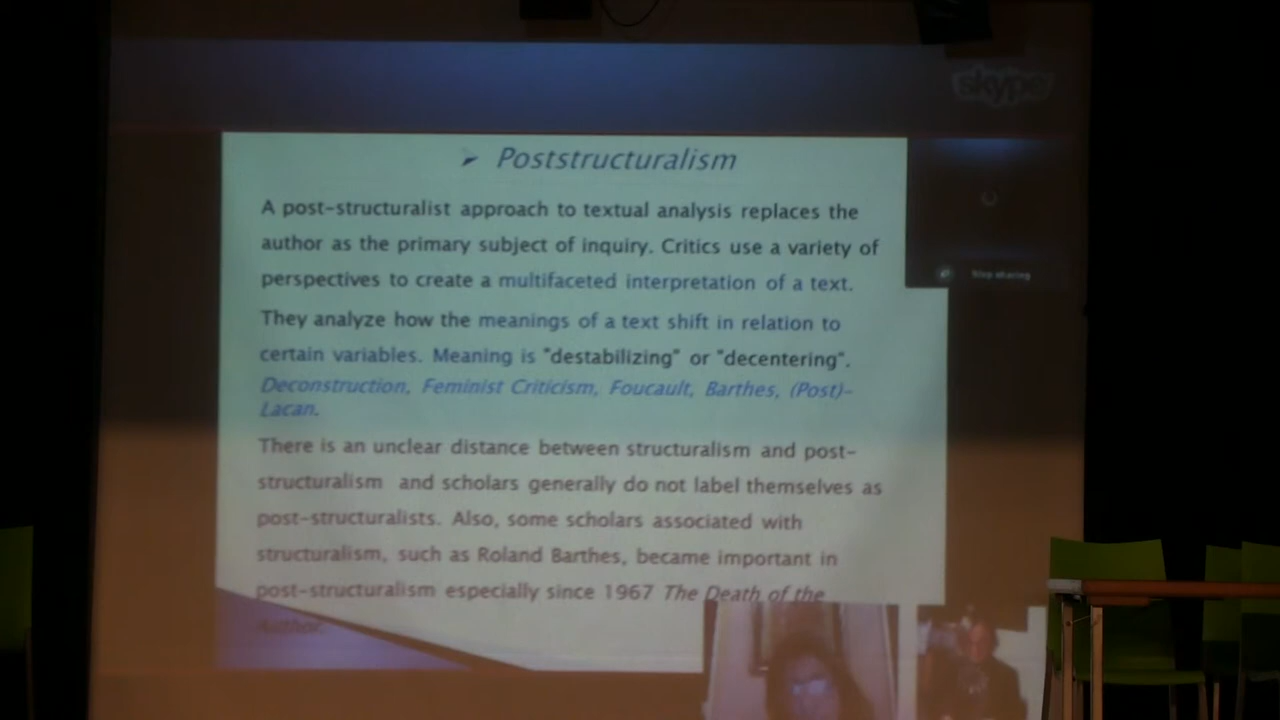 skype
➤ Poststructuralism
A post-structuralist approach to textual analysis replaces the
author as the primary subject of inquiry. Critics use a variety of
perspectives to create a multifaceted interpretation of a text.
They analyze how the meanings of a text shift in relation to
certain variables. Meaning is "destabilizing" or "decentering".
Deconstruction, Feminist Criticism, Foucault, Barthes, (Post)-
Lacan.
There is an unclear distance between structuralism and post-
structuralism and scholars generally do not label themselves as
post-structuralists. Also, some scholars associated with
structuralism, such as Roland Barthes, became important in
post-structuralism especially since 1967 The Death of the
Author.
Stop sharing